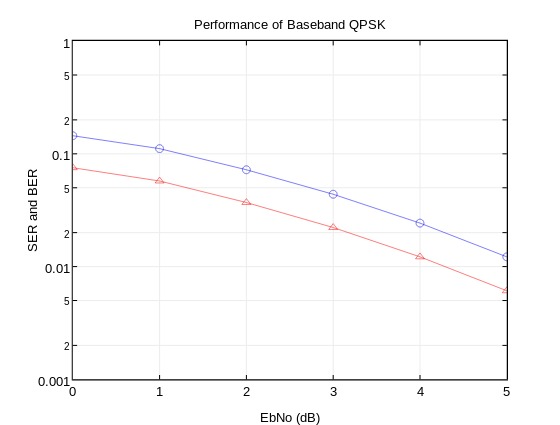 Performance of Baseband QPSK
1
5
2
0.1
5
2
0.01
5
2
0.001
SER and BER
0 1 2 3 4 5
EbNo (dB)